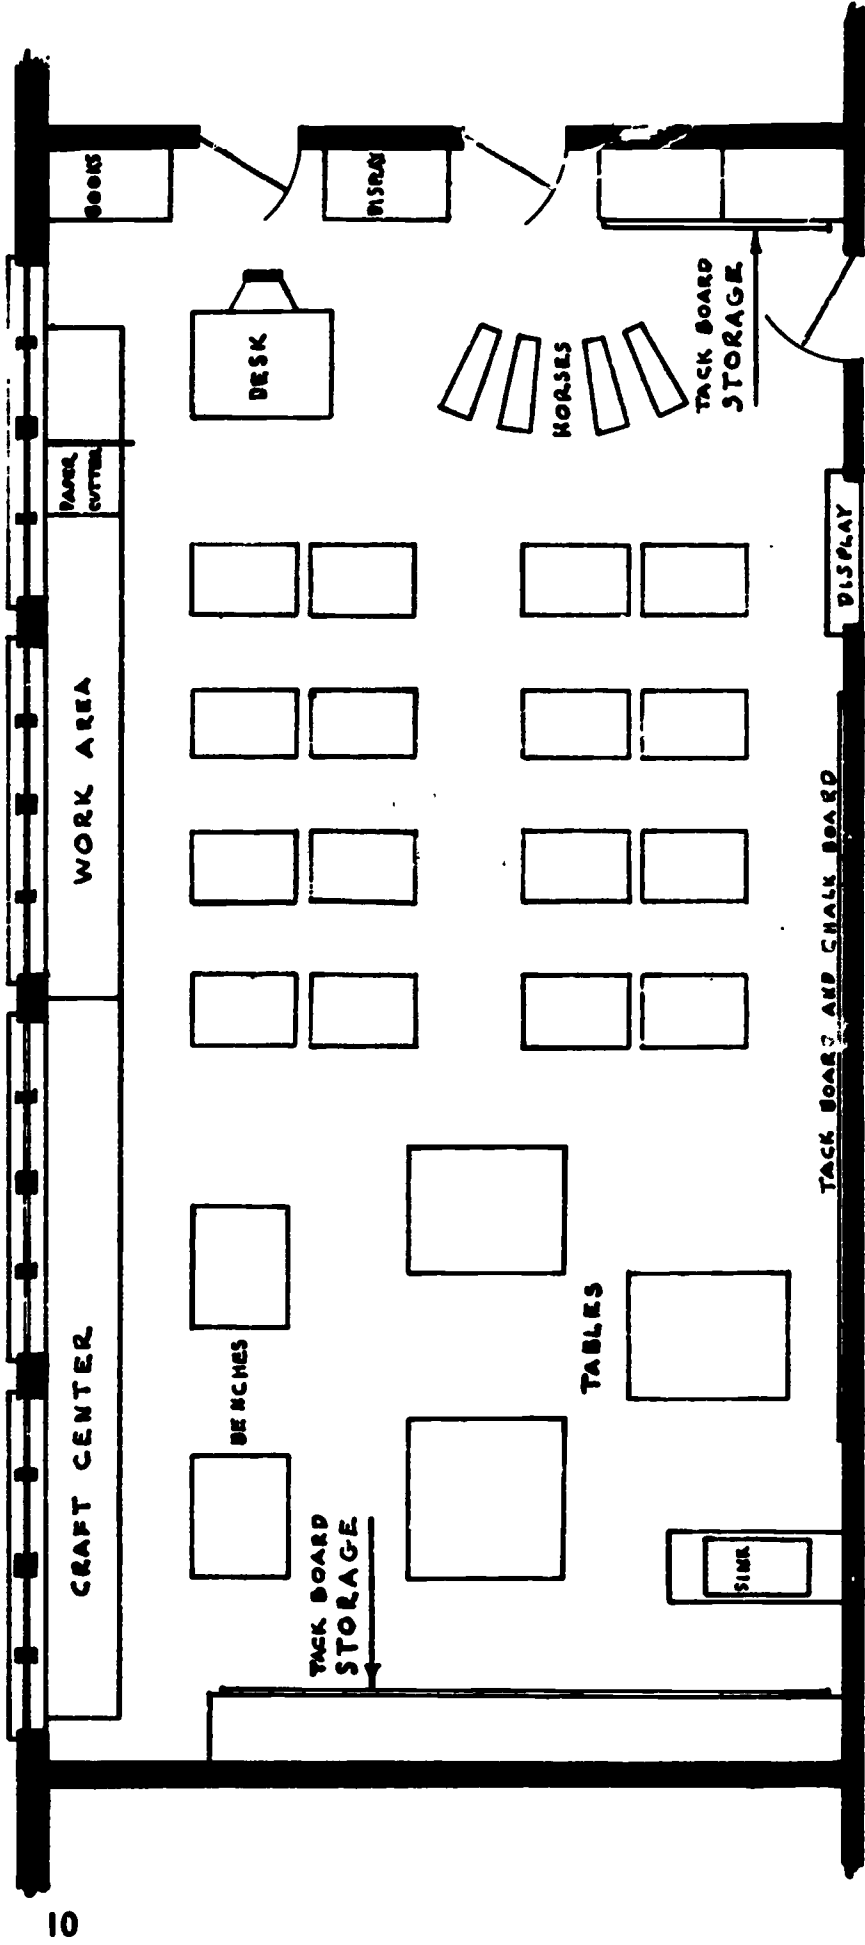 BOOKS
DISPLAY
DESK
HORSES
TACK BOARD
STORAGE
PAPER
CUTTER
DISPLAY
WORK AREA
TACK BOARD AND CHALK BOARD
CRAFT CENTER
BENCHES
TABLES
TACK BOARD
STORAGE
SINK
10